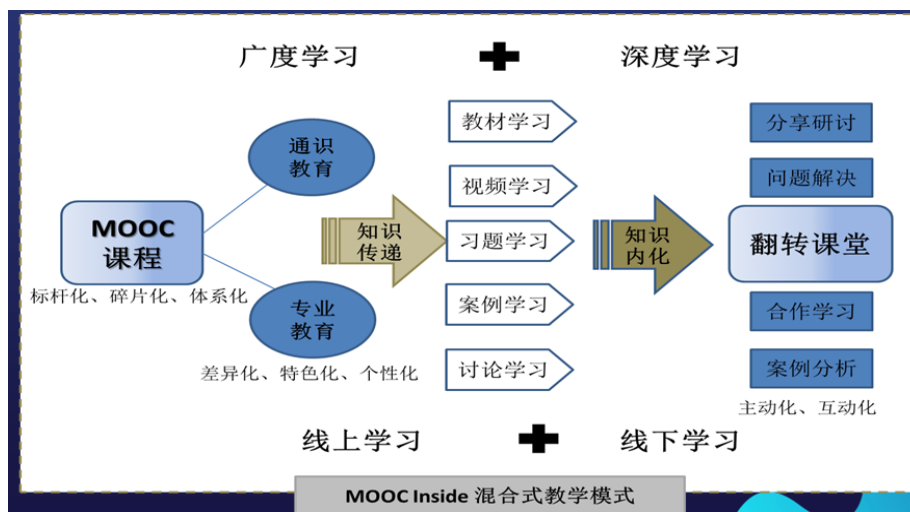 广度学习 ✚ 深度学习
MOOC
课程
标杆化、碎片化、体系化
通识
教育
专业
教育
差异化、特色化、个性化
知识
传递
教材学习
视频学习
习题学习
案例学习
讨论学习
知识
内化
分享研讨
问题解决
翻转课堂
合作学习
案例分析
主动化、互动化
线上学习 ✚ 线下学习
MOOC Inside 混合式教学模式